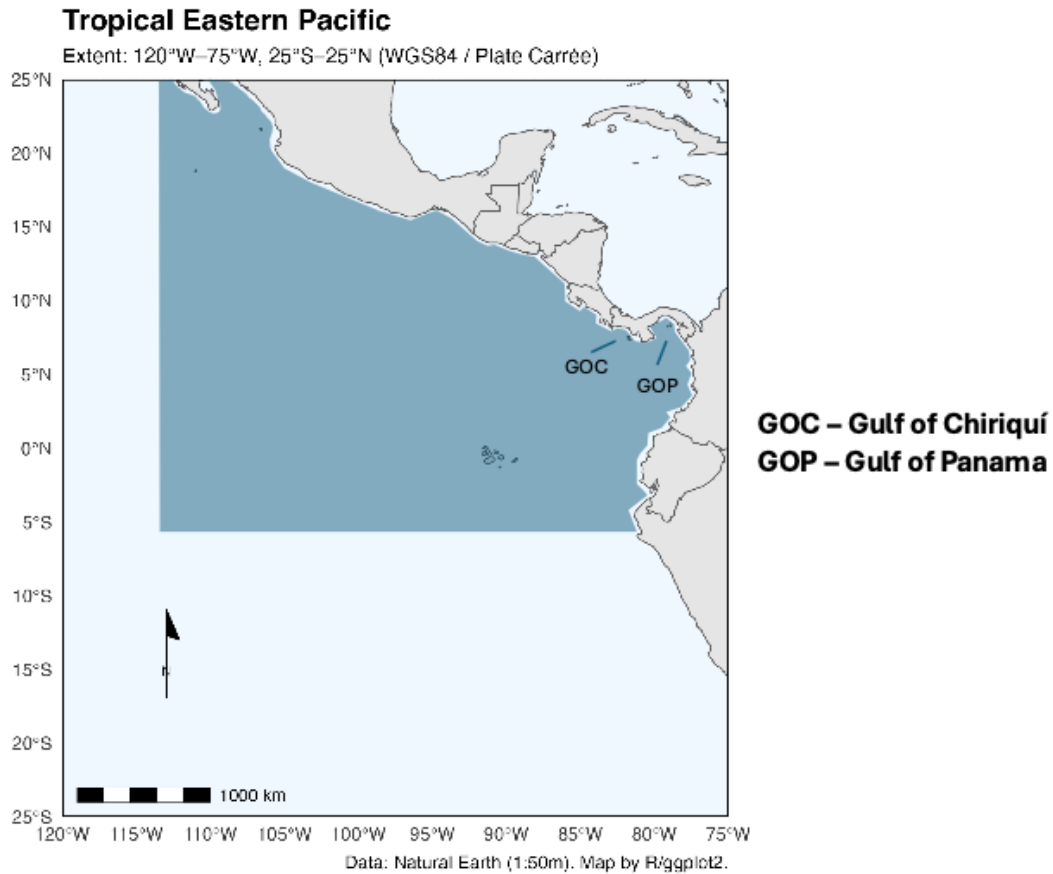 Tropical Eastern Pacific
Extent: 120°W–75°W, 25°S–25°N (WGS84 / Plate Carrée)
25°N
20°N
15°N
10°N
5°N
0°N
5°S
10°S
15°S
20°S
25°S
GOC
GOP
GOC – Gulf of Chiriquí
GOP – Gulf of Panama
N
1000 km
120°W 115°W 110°W 105°W 100°W 95°W 90°W 85°W 80°W 75°W
Data: Natural Earth (1:50m). Map by R/ggplot2.